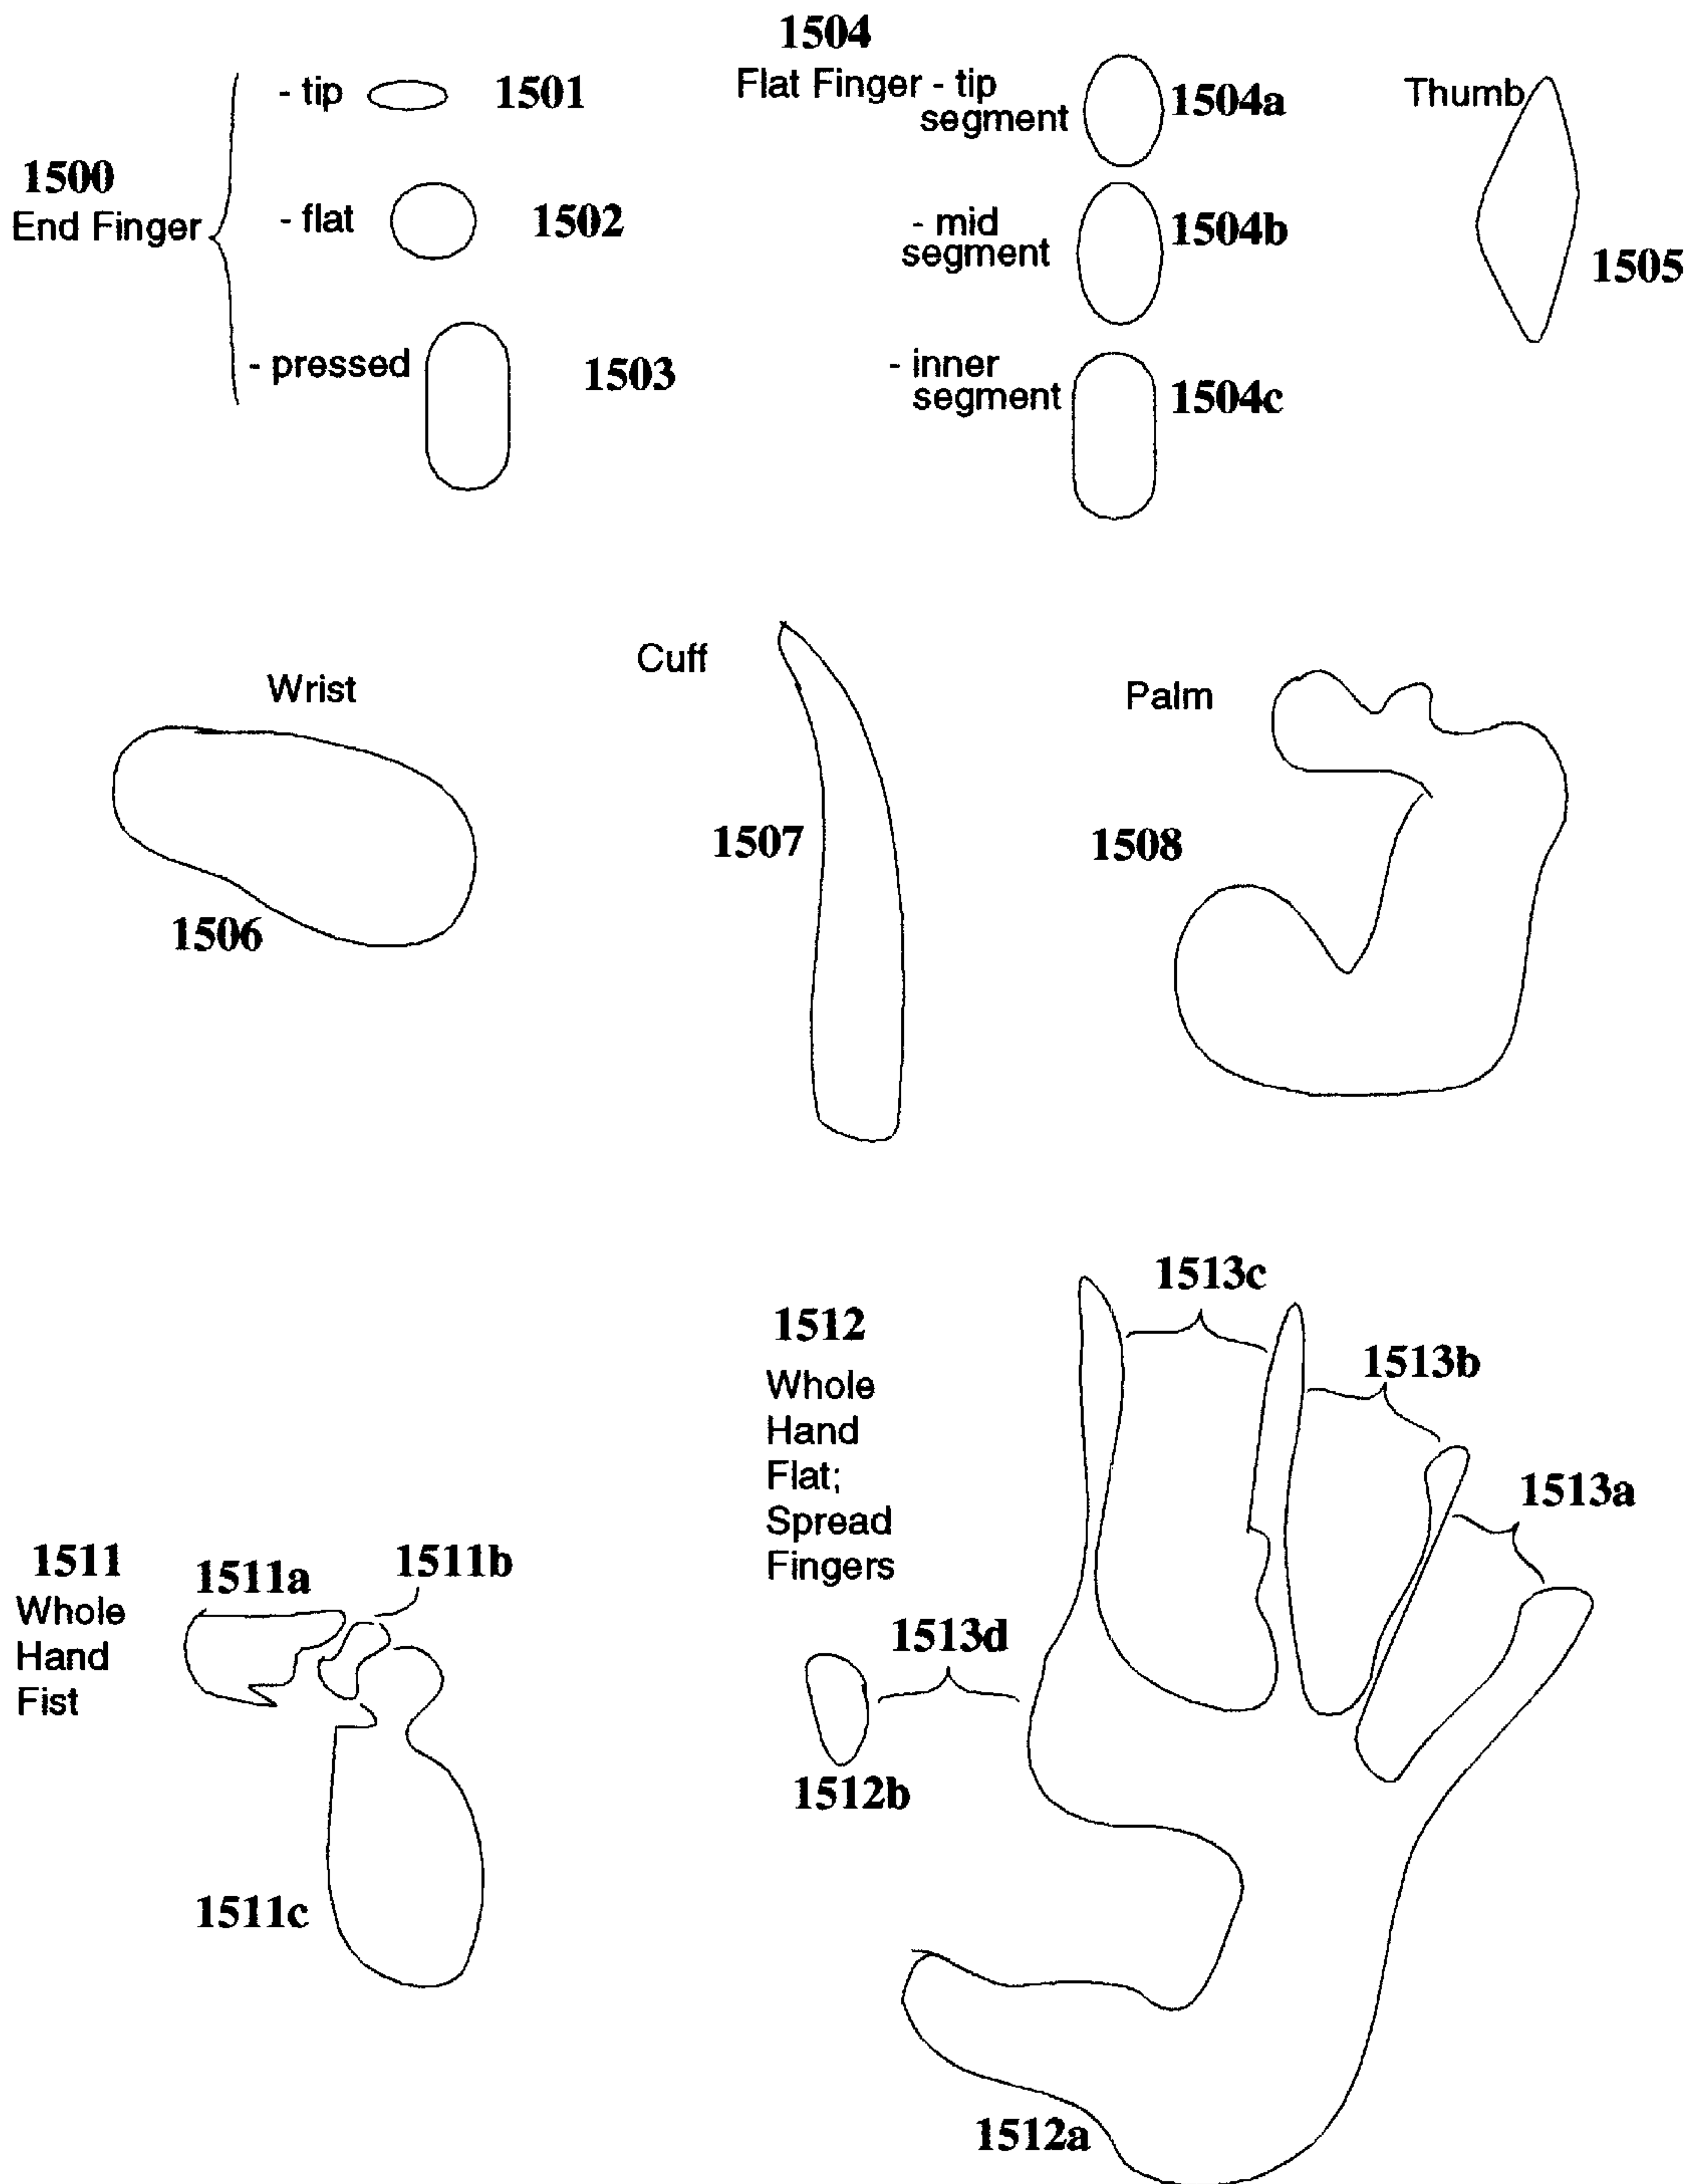 1500
End Finger
- tip
1501
- flat
1502
- pressed
1503
1504
Flat Finger - tip
segment
1504a
- mid
segment
1504b
- inner
segment
1504c
Thumb
1505
Wrist
1506
Cuff
1507
Palm
1508
1511
Whole
Hand
Fist
1511a
1511b
1511c
1512
Whole
Hand
Flat;
Spread
Fingers
1513c
1513b
1513a
1513d
1512b
1512a